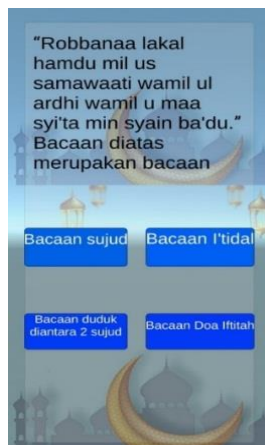 "Robbanaa lakal
hamdu mil us
samawaati wamil ul
ardhi wamil u maa
syi'ta min syain ba'du."
Bacaan diatas
merupakan bacaan
Bacaan sujud
Bacaan I'tidal
Bacaan duduk
diantara 2 sujud
Bacaan Doa Iftitah